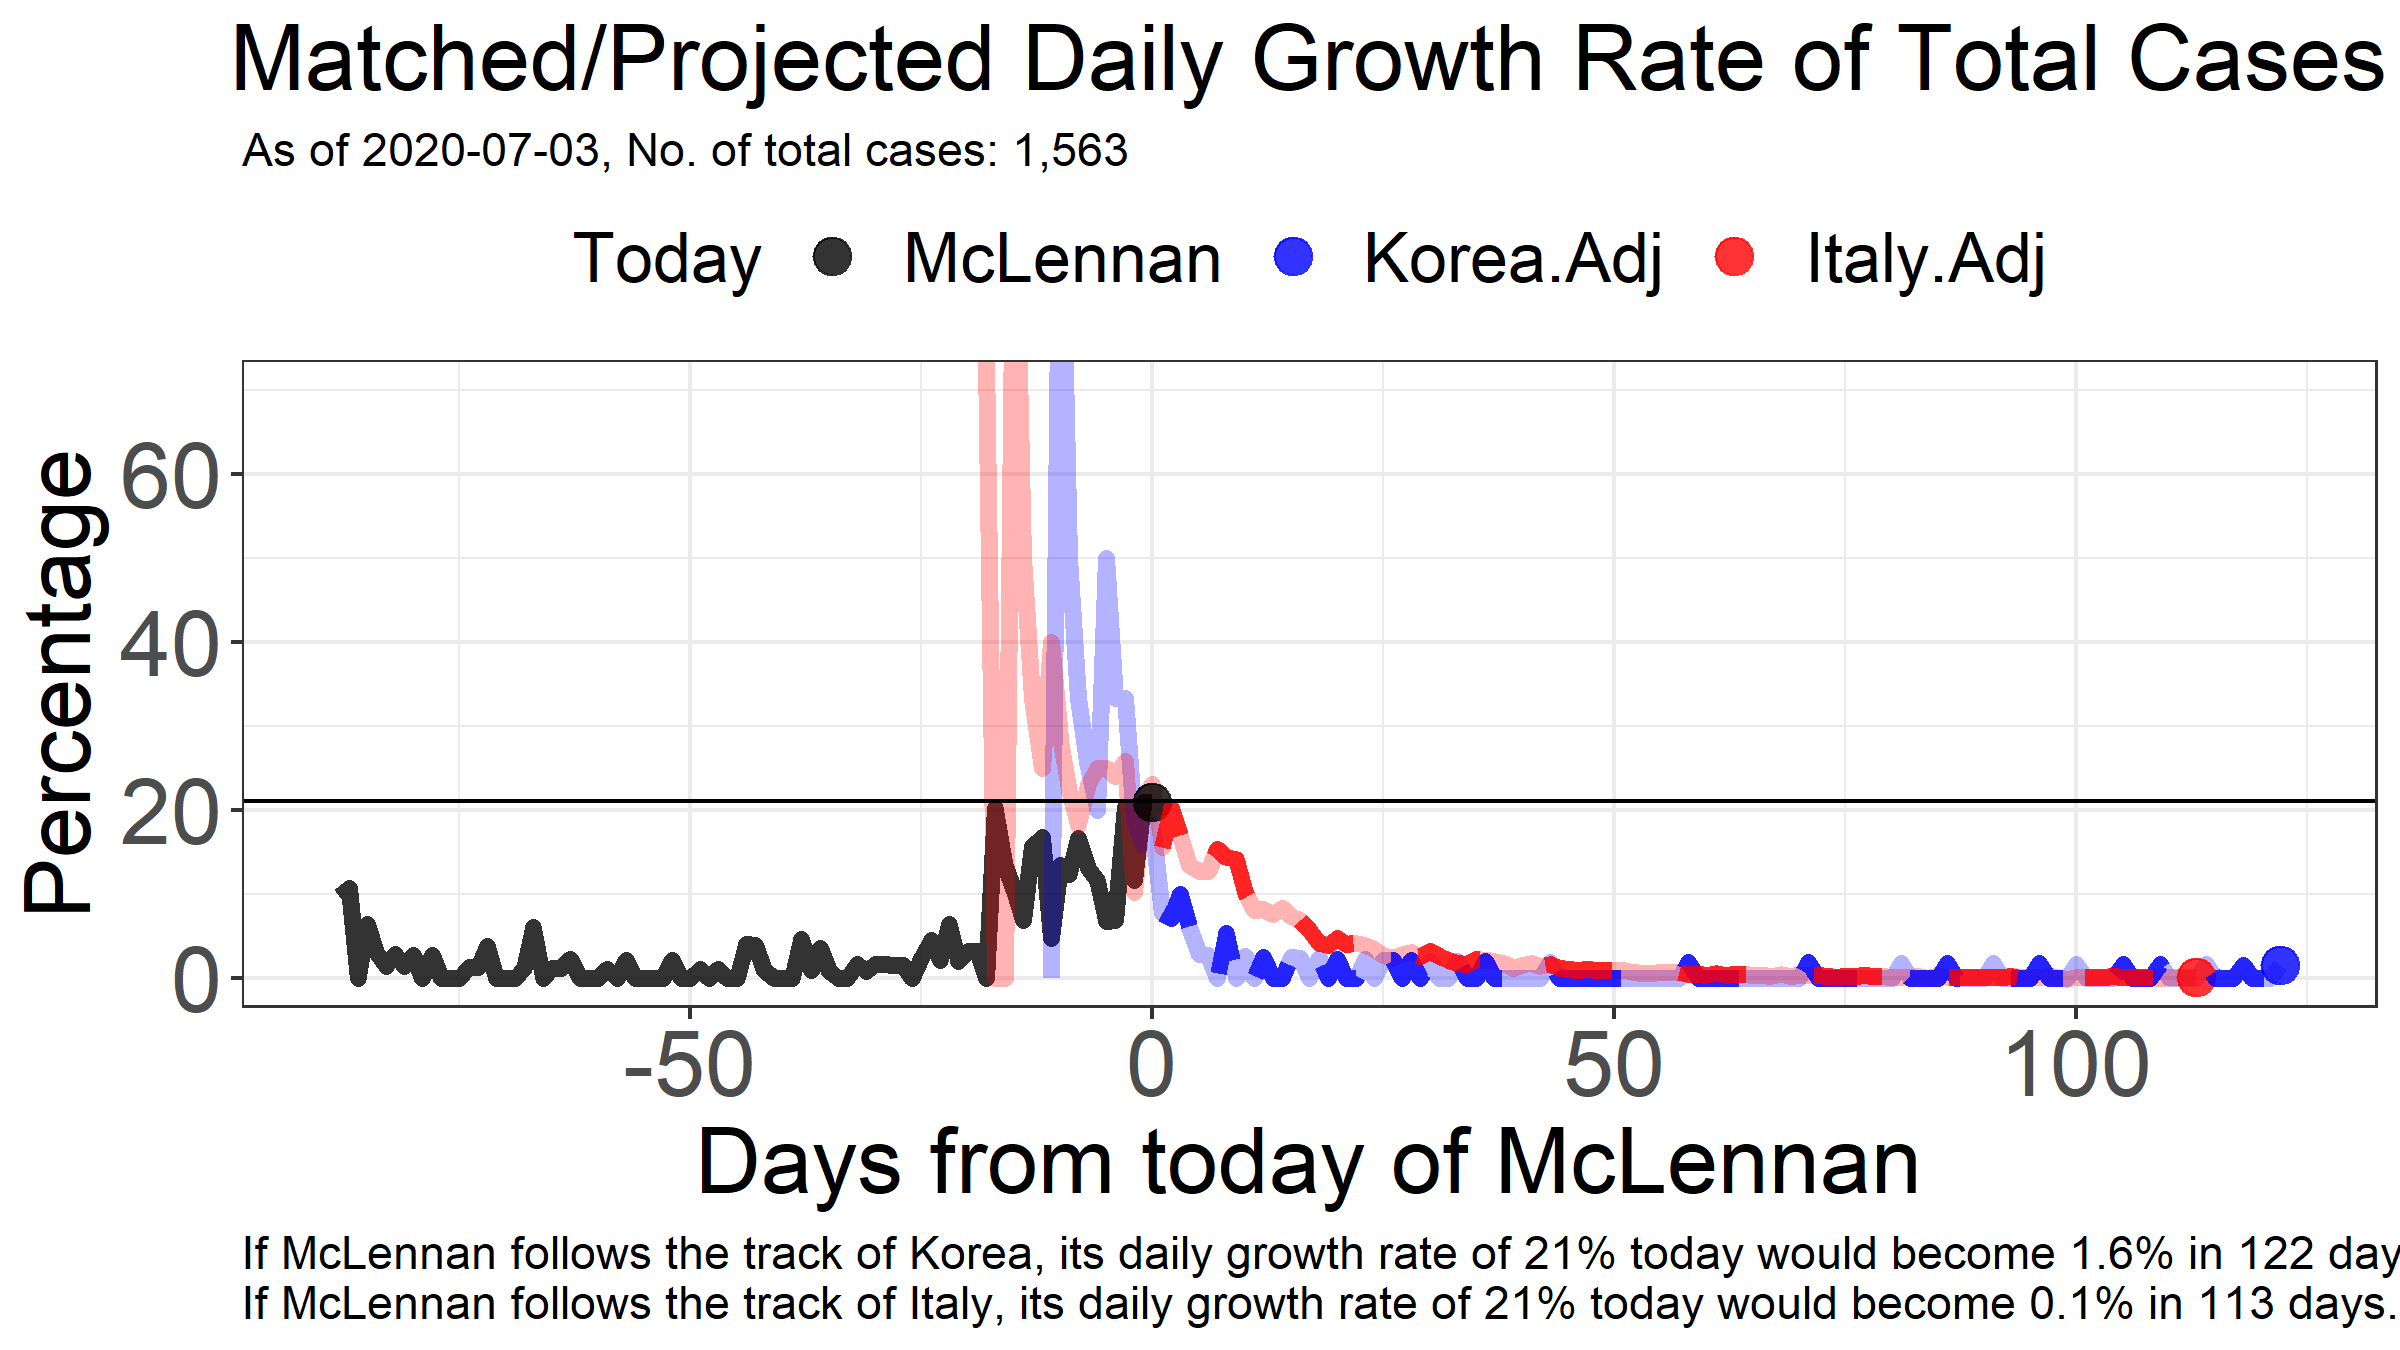 Matched/Projected Daily Growth Rate of Total Cases
As of 2020-07-03, No. of total cases: 1,563
Today McLennan Korea.Adj Italy.Adj
Percentage
60
40
20
0
-50 0 50 100
Days from today of McLennan
If McLennan follows the track of Korea, its daily growth rate of 21% today would become 1.6% in 122 day
If McLennan follows the track of Italy, its daily growth rate of 21% today would become 0.1% in 113 days.